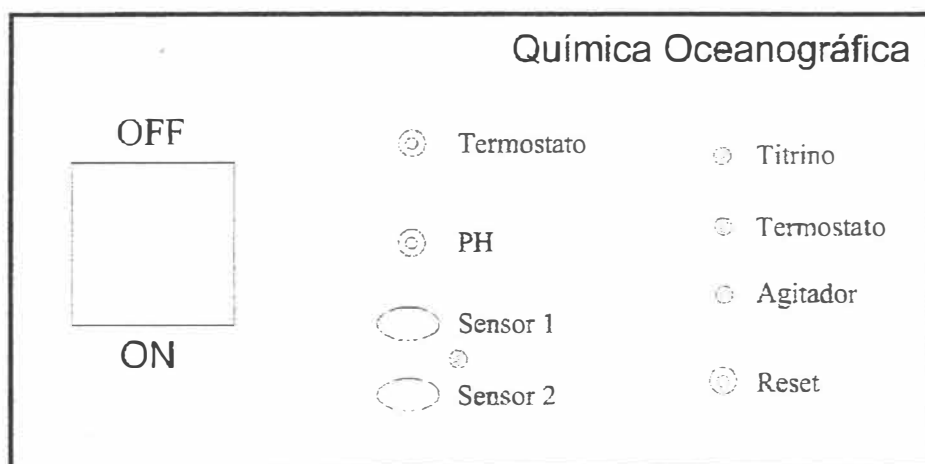 Química Oceanográfica
OFF
ON
Termostato
PH
Sensor 1
Sensor 2
Titrino
Termostato
Agitador
Reset